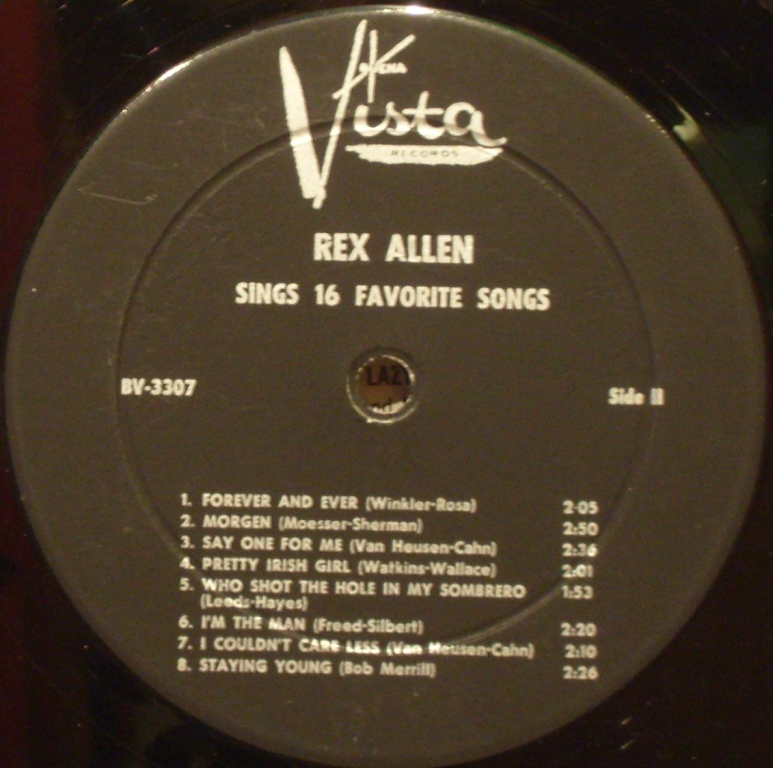 BUENA
Vista
RECORDS
REX ALLEN
SINGS 16 FAVORITE SONGS
LAZY
BV-3307 Side II
1. FOREVER AND EVER (Winkler-Rosa) 2:05
2. MORGEN (Moesser-Sherman) 2:50
3. SAY ONE FOR ME (Van Heusen-Cahn) 2:36
4. PRETTY IRISH GIRL (Watkins-Wallace) 2:01
5. WHO SHOT THE HOLE IN MY SOMBRERO 1:53
(Leeds-Hayes)
6. I'M THE MAN (Freed-Silbert) 2:20
7. I COULDN'T CARE LESS (Van Heusen-Cahn) 2:10
8. STAYING YOUNG (Bob Merrill) 2:26